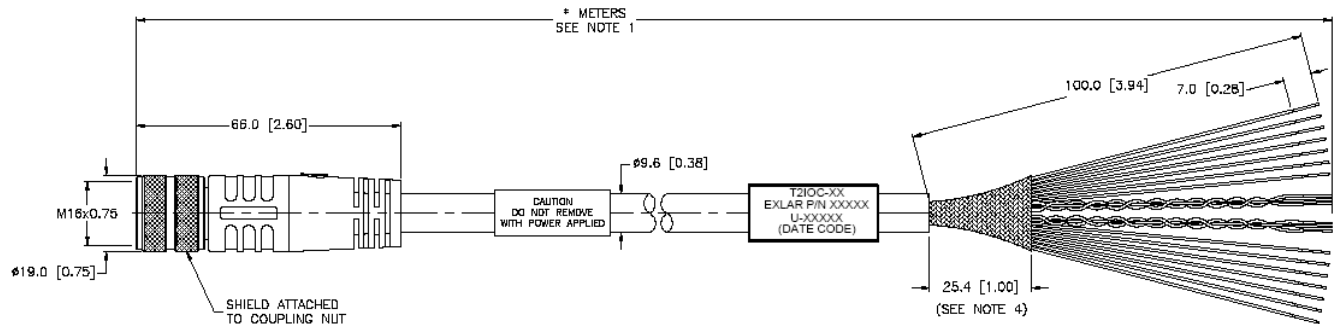 * METERS
SEE NOTE 1
100.0 [3.94]
7.0 [0.28]
66.0 [2.60]
ø9.6 [0.38]
M16x0.75
CAUTION
DO NOT REMOVE
WITH POWER APPLIED
T2IOC-XX
EXLAR P/N XXXXX
U-XXXXX
(DATE CODE)
ø19.0 [0.75]
SHIELD ATTACHED
TO COUPLING NUT
25.4 [1.00]
(SEE NOTE 4)